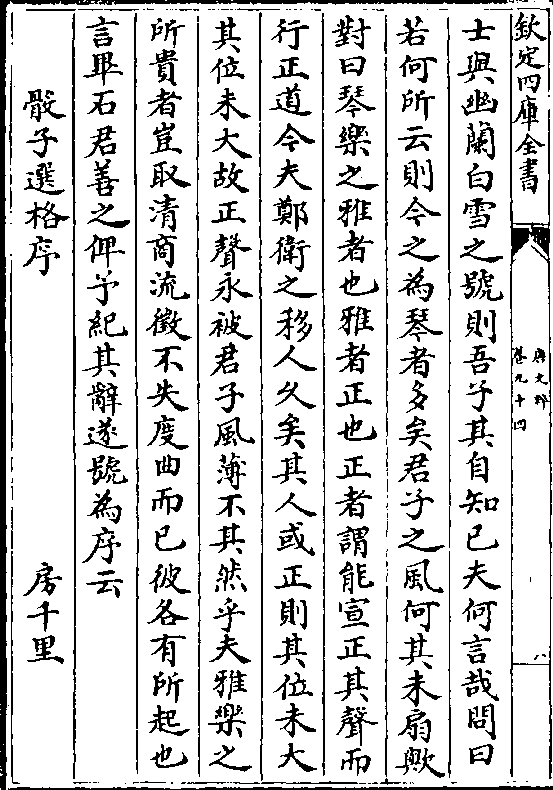 欽定四庫全書
唐文粹
卷九十四
八
士與幽蘭白雪之號則吾子其自知已夫何言哉問曰
若何所云則今之為琴者多矣君子之風何其未扇歟
對曰琴樂之雅者也雅者正也正者謂能宣正其聲而
行正道今夫鄭衛之移人久矣其人或正則其位未大
其位未大故正聲永被君子風薄不其然乎夫雅樂之
所貴者豈取清商流徵不失度曲而已彼各有所起也
言畢石君善之俾予紀其辭遂號為序云
骰子選格序 房千里